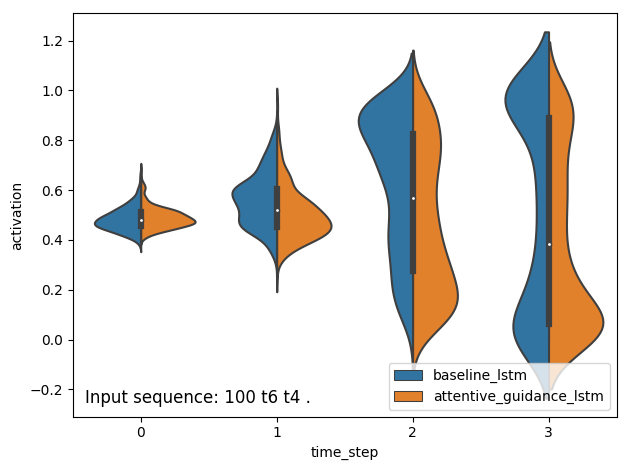 1.2
1.0
0.8
0.6
0.4
0.2
0.0
−0.2
activation
Input sequence: 100 t6 t4 .
baseline_lstm
attentive_guidance_lstm
0 1 2 3
time_step